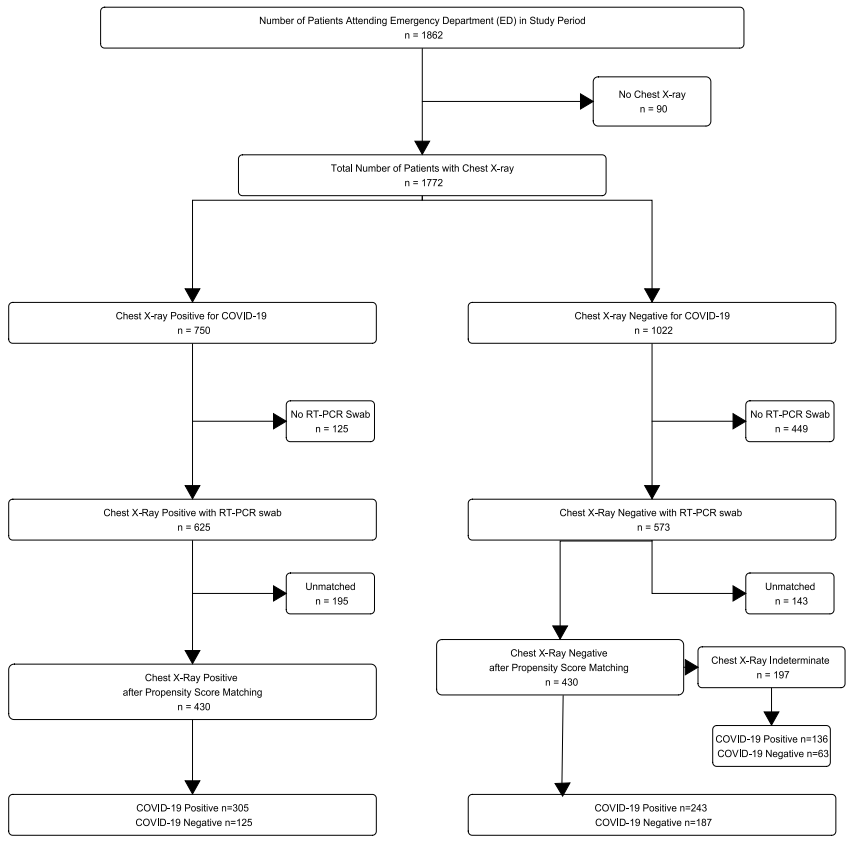 Number of Patients Attending Emergency Department (ED) in Study Period
n = 1862
No Chest X-ray
n = 90
Total Number of Patients with Chest X-ray
n = 1772
Chest X-ray Positive for COVID-19
n = 750
Chest X-ray Negative for COVID-19
n = 1022
No RT-PCR Swab
n = 125
No RT-PCR Swab
n = 449
Chest X-Ray Positive with RT-PCR swab
n = 625
Chest X-Ray Negative with RT-PCR swab
n = 573
Unmatched
n = 195
Unmatched
n = 143
Chest X-Ray Positive
after Propensity Score Matching
n = 430
Chest X-Ray Negative
after Propensity Score Matching
n = 430
Chest X-Ray Indeterminate
n = 197
COVID-19 Positive n=136
COVID-19 Negative n=63
COVID-19 Positive n=305
COVID-19 Negative n=125
COVID-19 Positive n=243
COVID-19 Negative n=187